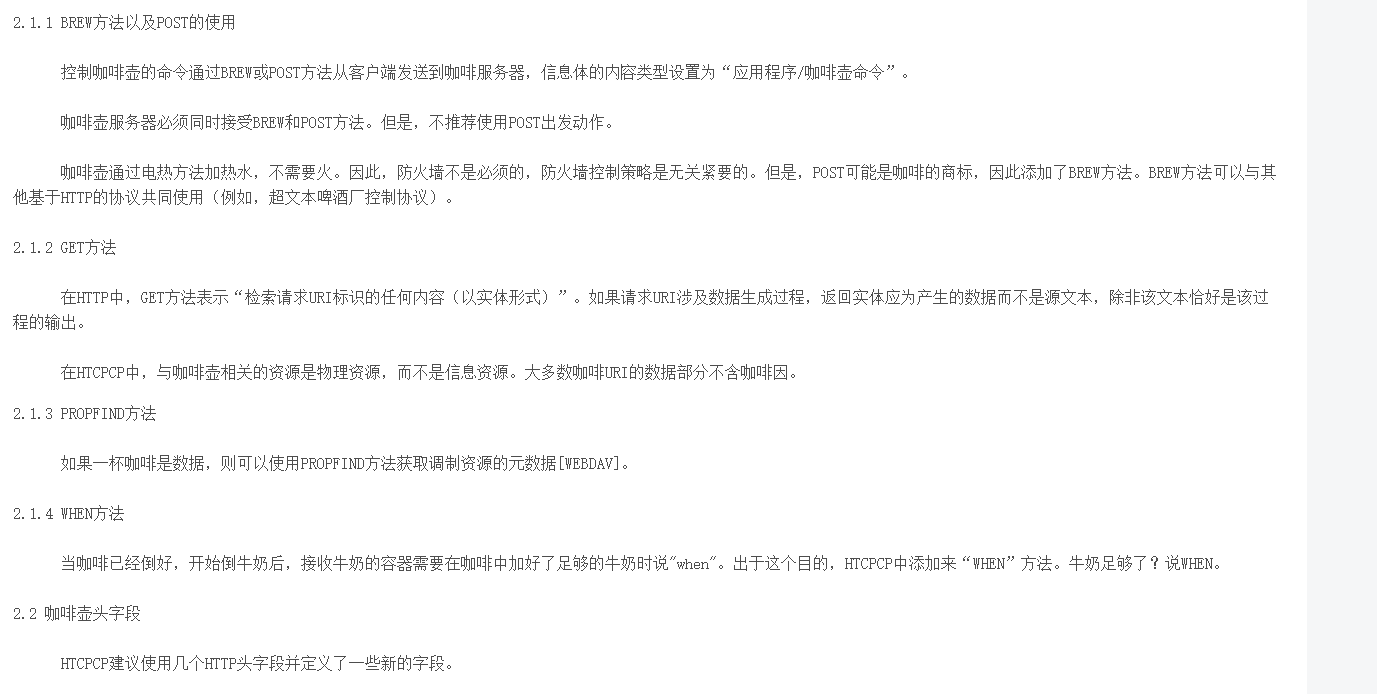 2.1.1 BREW方法以及POST的使用
控制咖啡壶的命令通过BREW或POST方法从客户端发送到咖啡服务器，信息体的内容类型设置为“应用程序/咖啡壶命令”。
咖啡壶服务器必须同时接受BREW和POST方法。但是，不推荐使用POST出发动作。
咖啡壶通过电热方法加热水，不需要火。因此，防火墙不是必须的，防火墙控制策略是无关紧要的。但是，POST可能是咖啡的商标，因此添加了BREW方法。BREW方法可以与其
他基于HTTP的协议共同使用（例如，超文本啤酒厂控制协议）。
2.1.2 GET方法
在HTTP中，GET方法表示“检索请求URI标识的任何内容（以实体形式）”。如果请求URI涉及数据生成过程，返回实体应为产生的数据而不是源文本，除非该文本恰好是该过
程的输出。
在HTCPCP中，与咖啡壶相关的资源是物理资源，而不是信息资源。大多数咖啡URI的数据部分不含咖啡因。
2.1.3 PROPFIND方法
如果一杯咖啡是数据，则可以使用PROPFIND方法获取调制资源的元数据[WEBDAV]。
2.1.4 WHEN方法
当咖啡已经倒好，开始倒牛奶后，接收牛奶的容器需要在咖啡中加好了足够的牛奶时说"when"。出于这个目的，HTCPCP中添加来“WHEN”方法。牛奶足够了？说WHEN。
2.2 咖啡壶头字段
HTCPCP建议使用几个HTTP头字段并定义了一些新的字段。